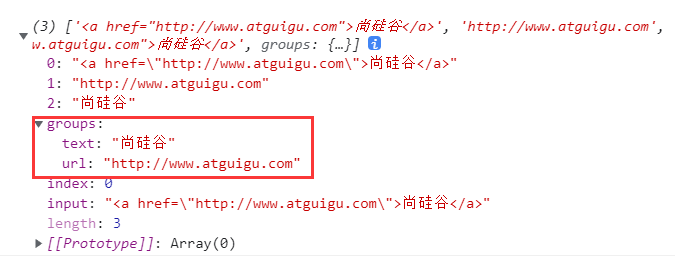 (3) ['<a href="http://www.atguigu.com">尚硅谷</a>', 'http://www.atguigu.com',
w.atguigu.com">尚硅谷</a>', groups: {…}] i
0: "<a href=\"http://www.atguigu.com\">尚硅谷</a>"
1: "http://www.atguigu.com"
2: "尚硅谷"
groups:
text: "尚硅谷"
url: "http://www.atguigu.com"
index: 0
input: "<a href=\"http://www.atguigu.com\">尚硅谷</a>"
length: 3
[[Prototype]]: Array(0)